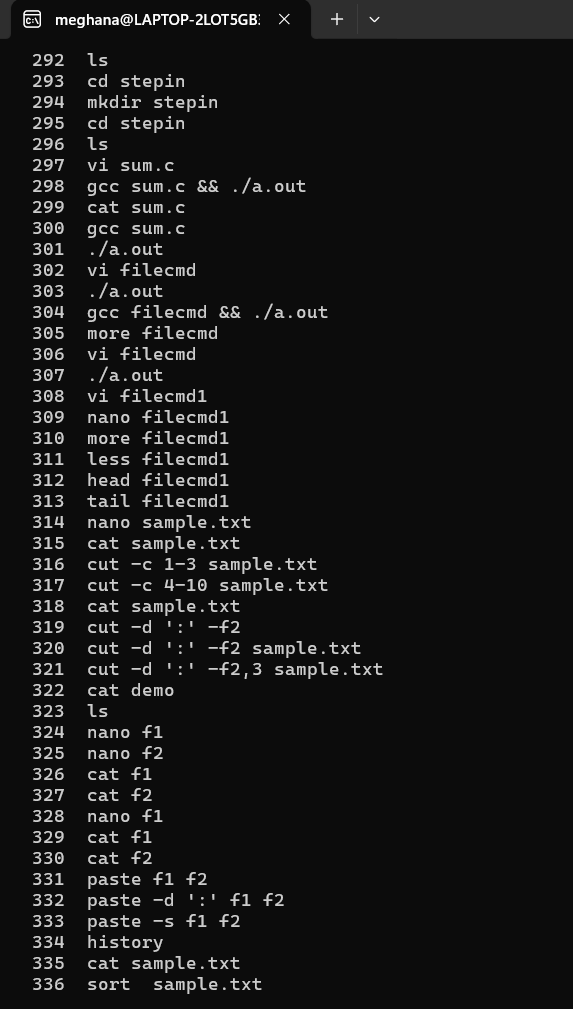 meghana@LAPTOP-2LOT5GB:
292 ls
293 cd stepin
294 mkdir stepin
295 cd stepin
296 ls
297 vi sum.c
298 gcc sum.c && ./a.out
299 cat sum.c
300 gcc sum.c
301 ./a.out
302 vi filecmd
303 ./a.out
304 gcc filecmd && ./a.out
305 more filecmd
306 vi filecmd
307 ./a.out
308 vi filecmd1
309 nano filecmd1
310 more filecmd1
311 less filecmd1
312 head filecmd1
313 tail filecmd1
314 nano sample.txt
315 cat sample.txt
316 cut -c 1-3 sample.txt
317 cut -c 4-10 sample.txt
318 cat sample.txt
319 cut -d ':' -f2
320 cut -d ':' -f2 sample.txt
321 cut -d ':' -f2,3 sample.txt
322 cat demo
323 ls
324 nano f1
325 nano f2
326 cat f1
327 cat f2
328 nano f1
329 cat f1
330 cat f2
331 paste f1 f2
332 paste -d ':' f1 f2
333 paste -s f1 f2
334 history
335 cat sample.txt
336 sort  sample.txt